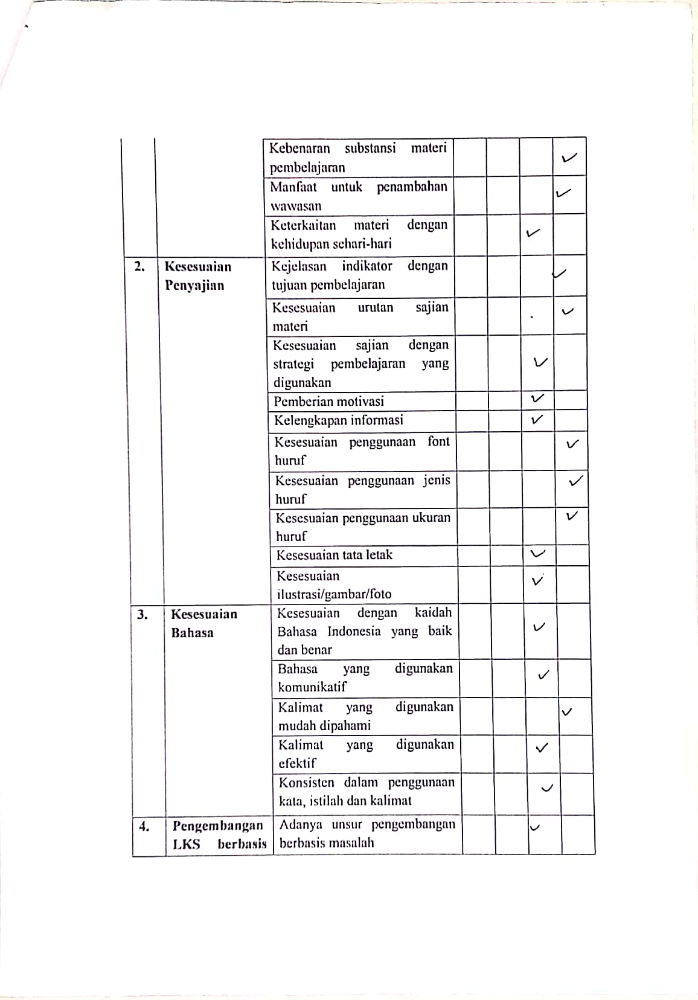 Kebenaran substansi materi
pembelajaran
Manfaat untuk penambahan
wawasan
Keterkaitan materi dengan
kehidupan sehari-hari
2. Kesesuaian Kejelasan indikator dengan
Penyajian tujuan pembelajaran
Kesesuaian urutan sajian
materi
Kesesuaian sajian dengan
strategi pembelajaran yang
digunakan
Pemberian motivasi
Kelengkapan informasi
Kesesuaian penggunaan font
huruf
Kesesuaian penggunaan jenis
huruf
Kesesuaian penggunaan ukuran
huruf
Kesesuaian tata letak
Kesesuaian
ilustrasi/gambar/foto
3. Kesesuaian Kesesuaian dengan kaidah
Bahasa Bahasa Indonesia yang baik
dan benar
Bahasa yang digunakan
komunikatif
Kalimat yang digunakan
mudah dipahami
Kalimat yang digunakan
efektif
Konsisten dalam penggunaan
kata, istilah dan kalimat
4. Pengembangan Adanya unsur pengembangan
LKS berbasis berbasis masalah